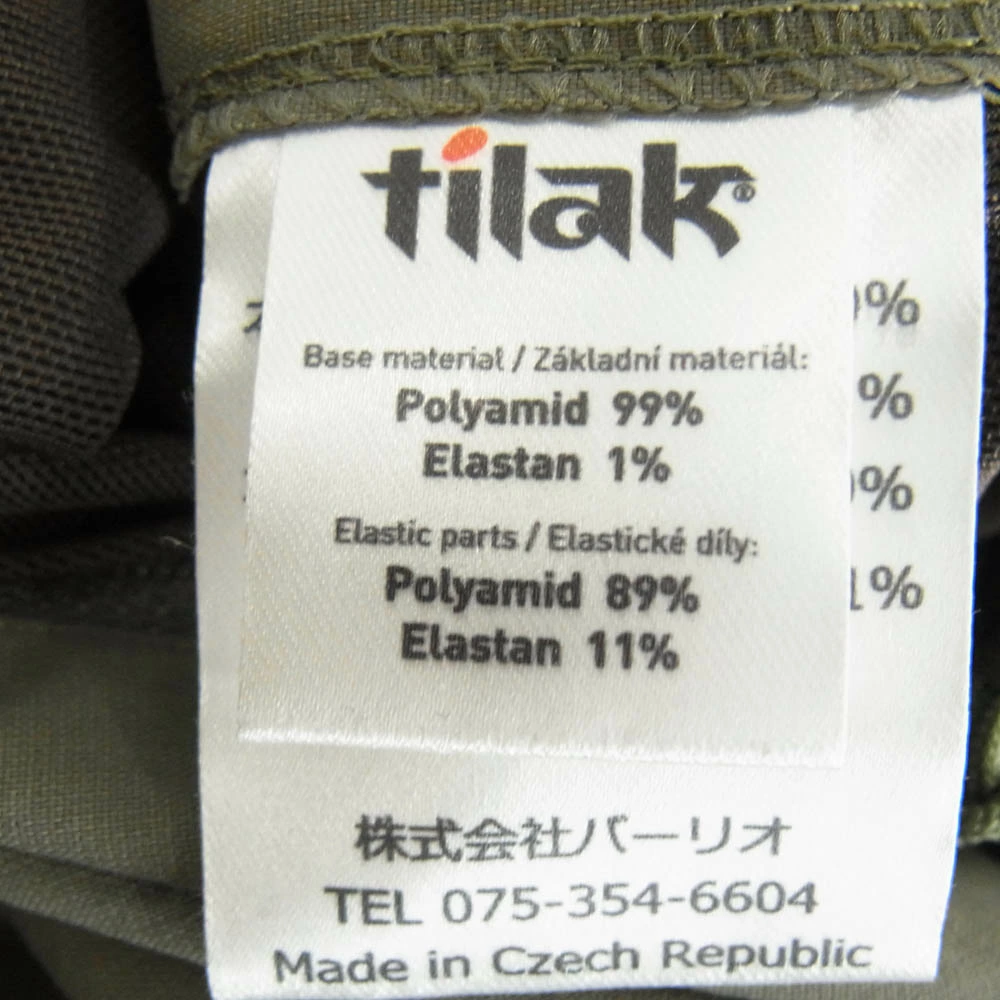 tilak®
Base material / Základní materiál:
Polyamid 99%
Elastan 1%
Elastic parts / Elastické díly:
Polyamid 89%
Elastan 11%
%
%
%
1%
株式会社バーリオ
TEL 075-354-6604
Made in Czech Republic